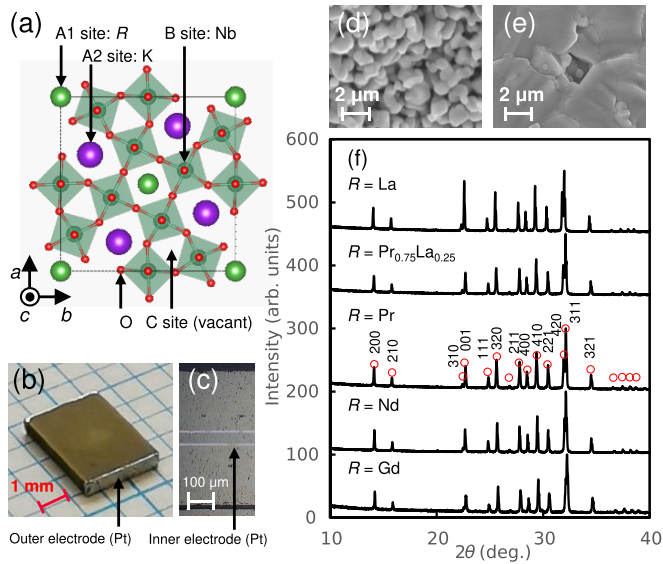 (a)
A1 site: R
B site: Nb
A2 site: K
a
c
b
O
C site (vacant)
(b)
1 mm
Outer electrode (Pt)
(c)
100 μm
Inner electrode (Pt)
(d)
2 μm
(e)
2 μm
(f)
Intensity (arb. units)
600
500
400
300
200
100
0
R = La
R = Pr0.75La0.25
R = Pr
200
210
310
001
111
320
211
400
410
221
420
311
321
R = Nd
R = Gd
10
20
30
40
2θ (deg.)